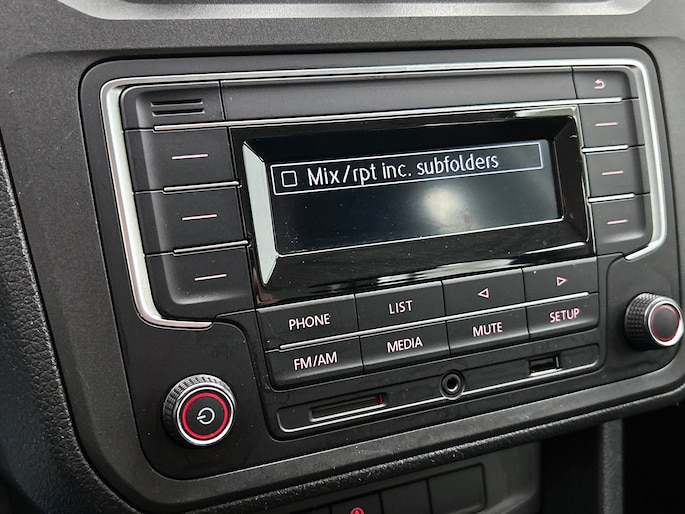 Mix/rpt inc. subfolders
PHONE LIST
FM/AM MEDIA MUTE SETUP